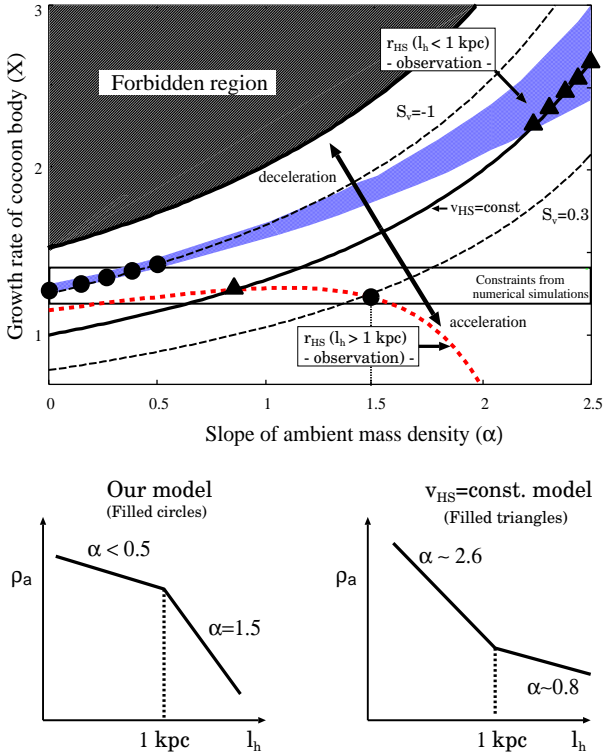 3
2
1
Growth rate of cocoon body (X)
Forbidden region
r_HS (l_h < 1 kpc)
- observation -
S_v=-1
deceleration
v_HS=const
S_v=0.3
Constraints from
numerical simulations
acceleration
r_HS (l_h > 1 kpc)
- observation) -
0 0.5 1 1.5 2 2.5
Slope of ambient mass density (α)
Our model
(Filled circles)
ρa
α < 0.5
α=1.5
1 kpc l_h
v_HS=const. model
(Filled triangles)
ρa
α ~ 2.6
α~0.8
1 kpc l_h